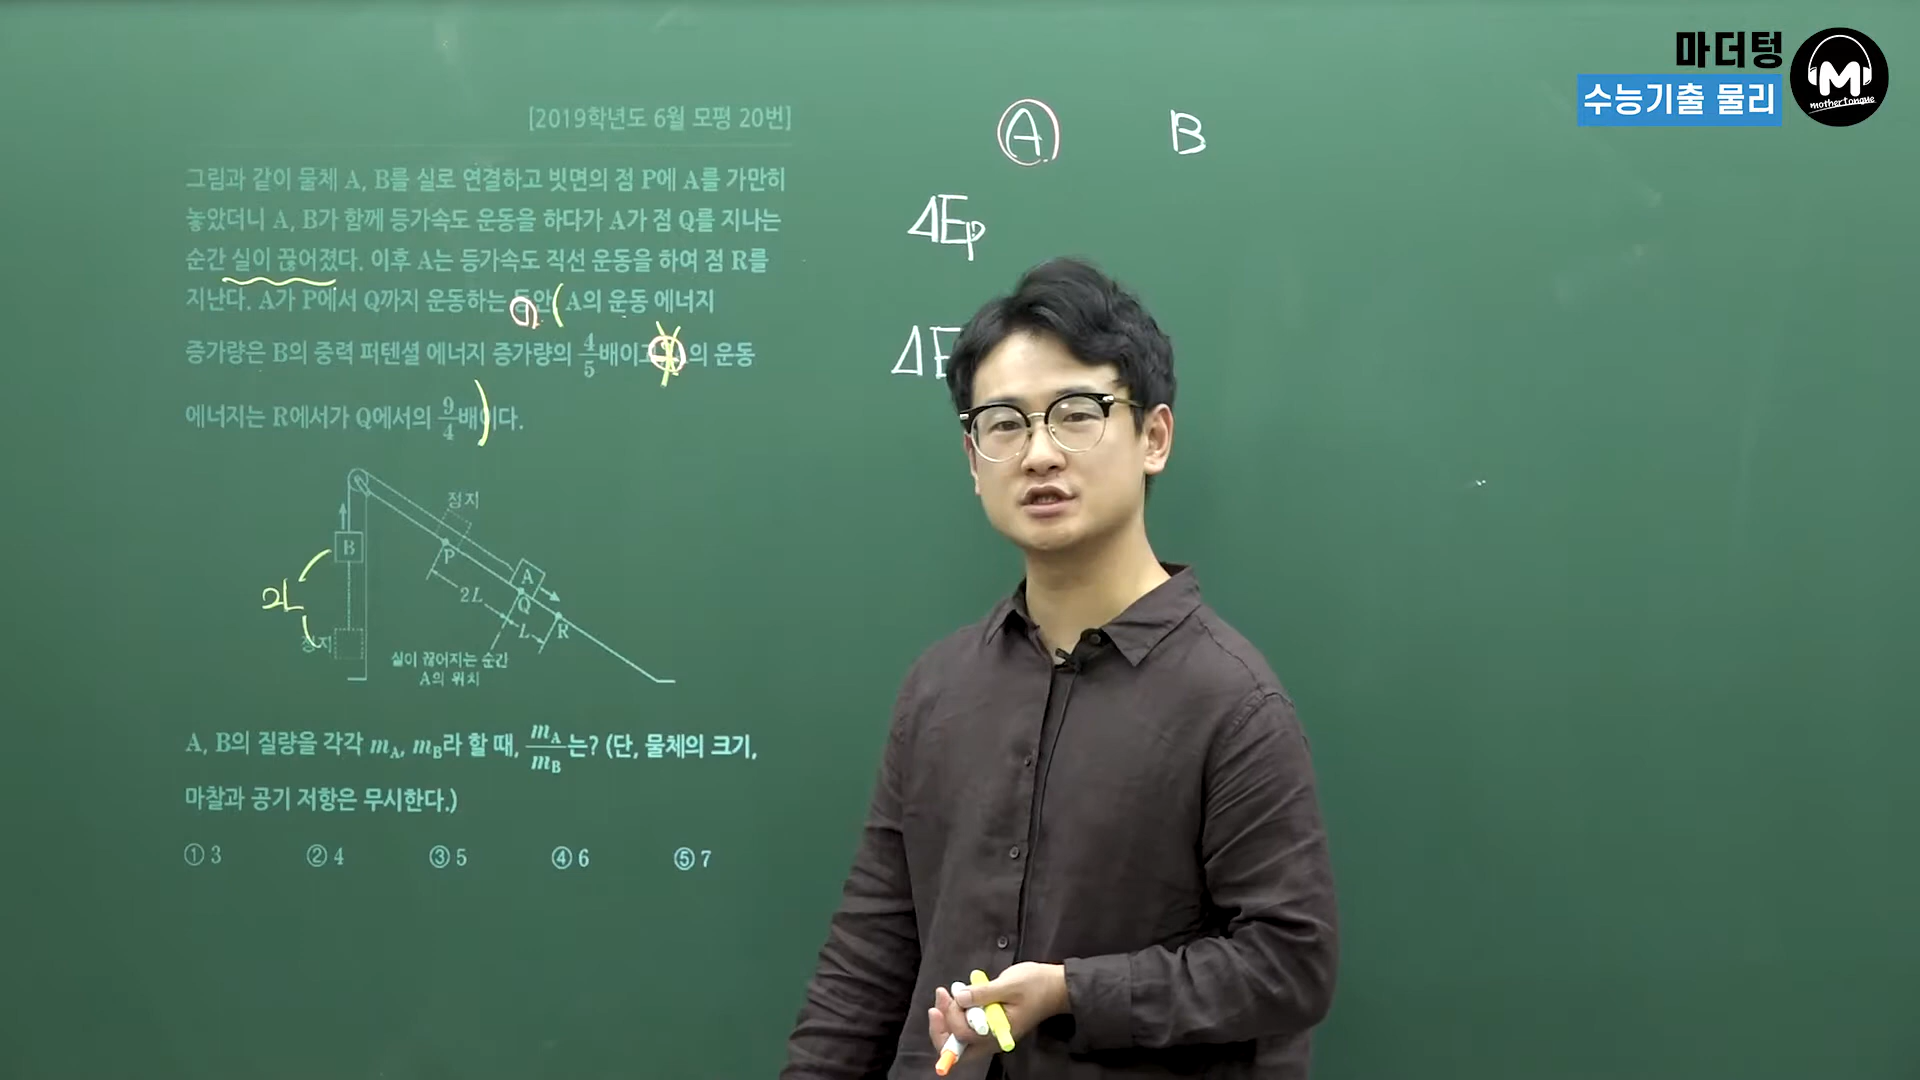 마더텅
수능기출 물리
mothertongue
[2019학년도 6월 모평 20번]
그림과 같이 물체 A, B를 실로 연결하고 빗면의 점 P에 A를 가만히
놓았더니 A, B가 함께 등가속도 운동을 하다가 A가 점 Q를 지나는
순간 실이 끊어졌다. 이후 A는 등가속도 직선 운동을 하여 점 R를
지난다. A가 P에서 Q까지 운동하는 동안 A의 운동 에너지
증가량은 B의 중력 퍼텐셜 에너지 증가량의 4/5배이고 의 운동
에너지는 R에서가 Q에서의 9/4배이다.
정지
B
P
A
2L
2L
Q
L
R
정지
실이 끊어지는 순간
A의 위치
A, B의 질량을 각각 mA, mB라 할 때, mA/mB는? (단, 물체의 크기,
마찰과 공기 저항은 무시한다.)
① 3 ② 4 ③ 5 ④ 6 ⑤ 7
A B
ΔEp
ΔE